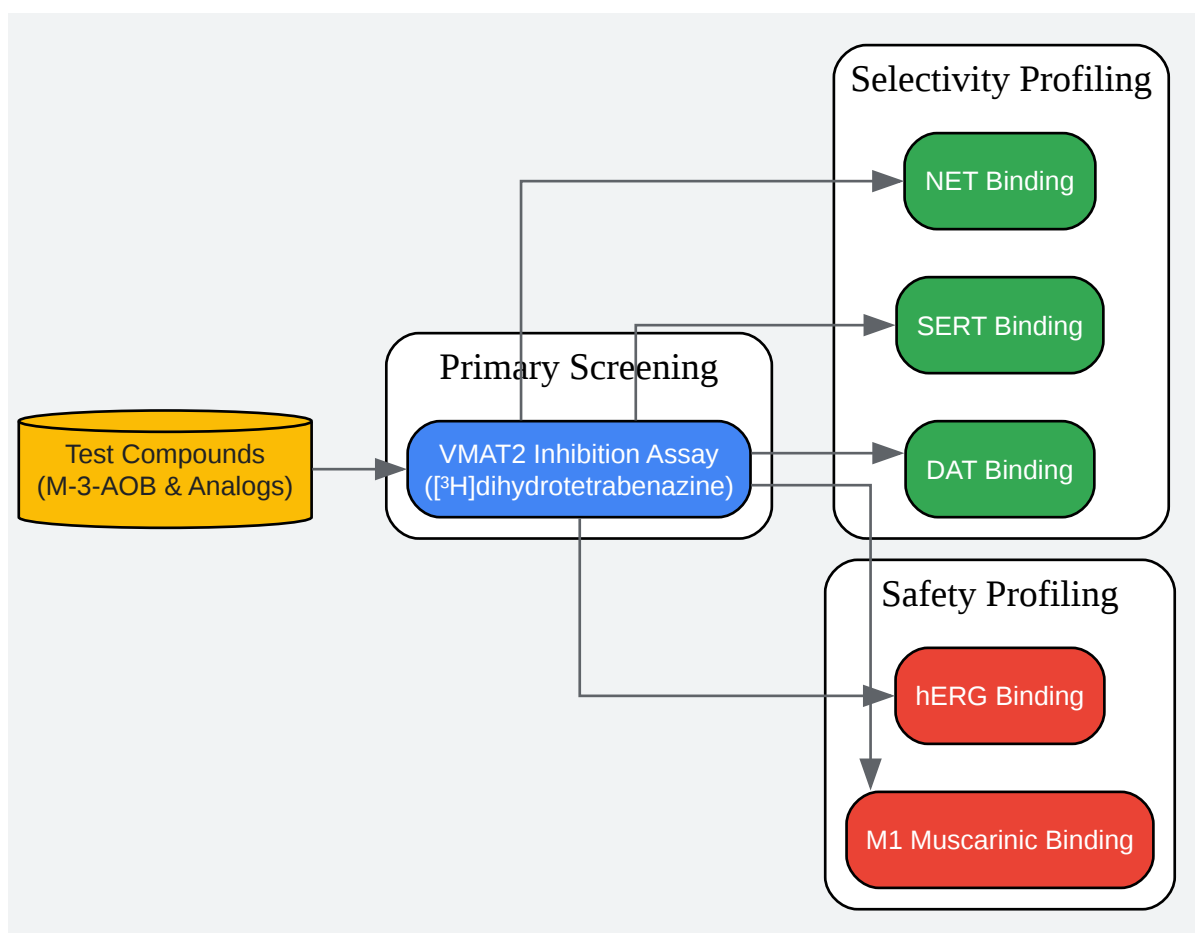 Selectivity Profiling
NET Binding
SERT Binding
DAT Binding
Primary Screening
VMAT2 Inhibition Assay
([³H]dihydrotetrabenazine)
Test Compounds
(M-3-AOB & Analogs)
Safety Profiling
hERG Binding
M1 Muscarinic Binding